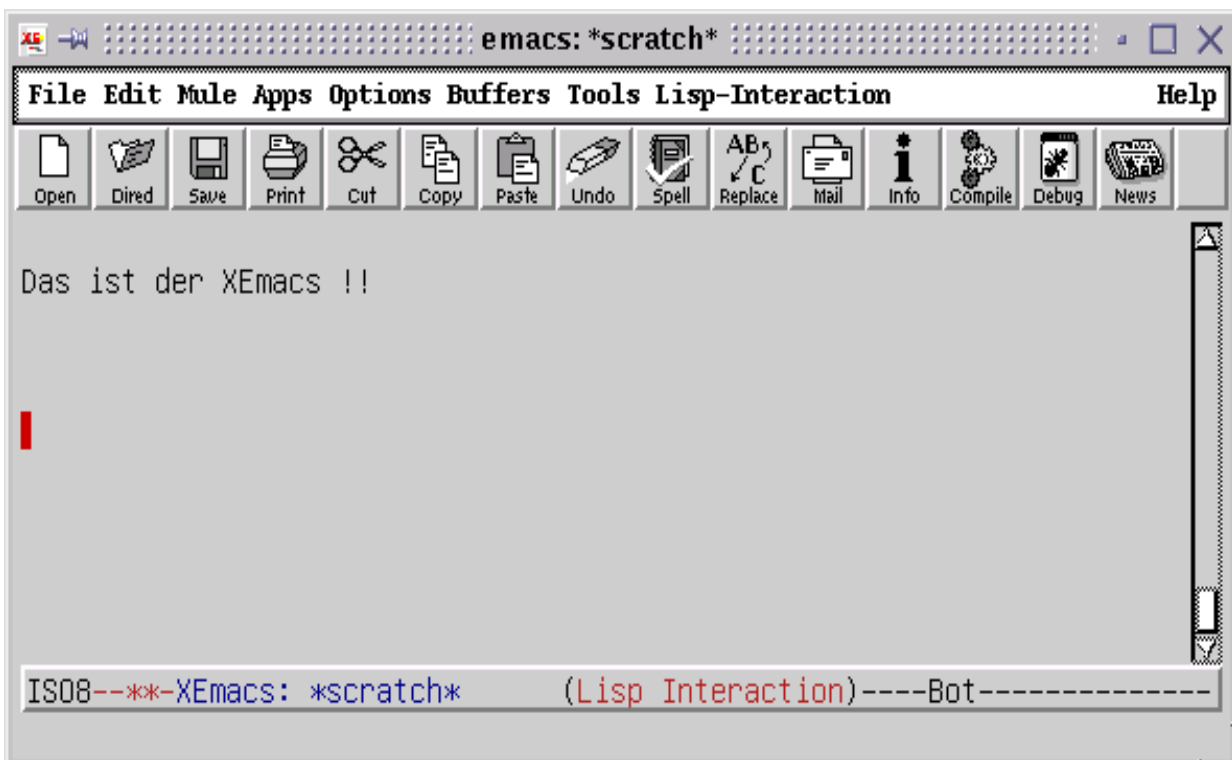 emacs: *scratch*
File Edit Mule Apps Options Buffers Tools Lisp-Interaction Help
Open Dired Save Print Cut Copy Paste Undo Spell Replace Mail Info Compile Debug News
Das ist der XEmacs !!
ISO8--**-XEmacs: *scratch* (Lisp Interaction)----Bot--------------